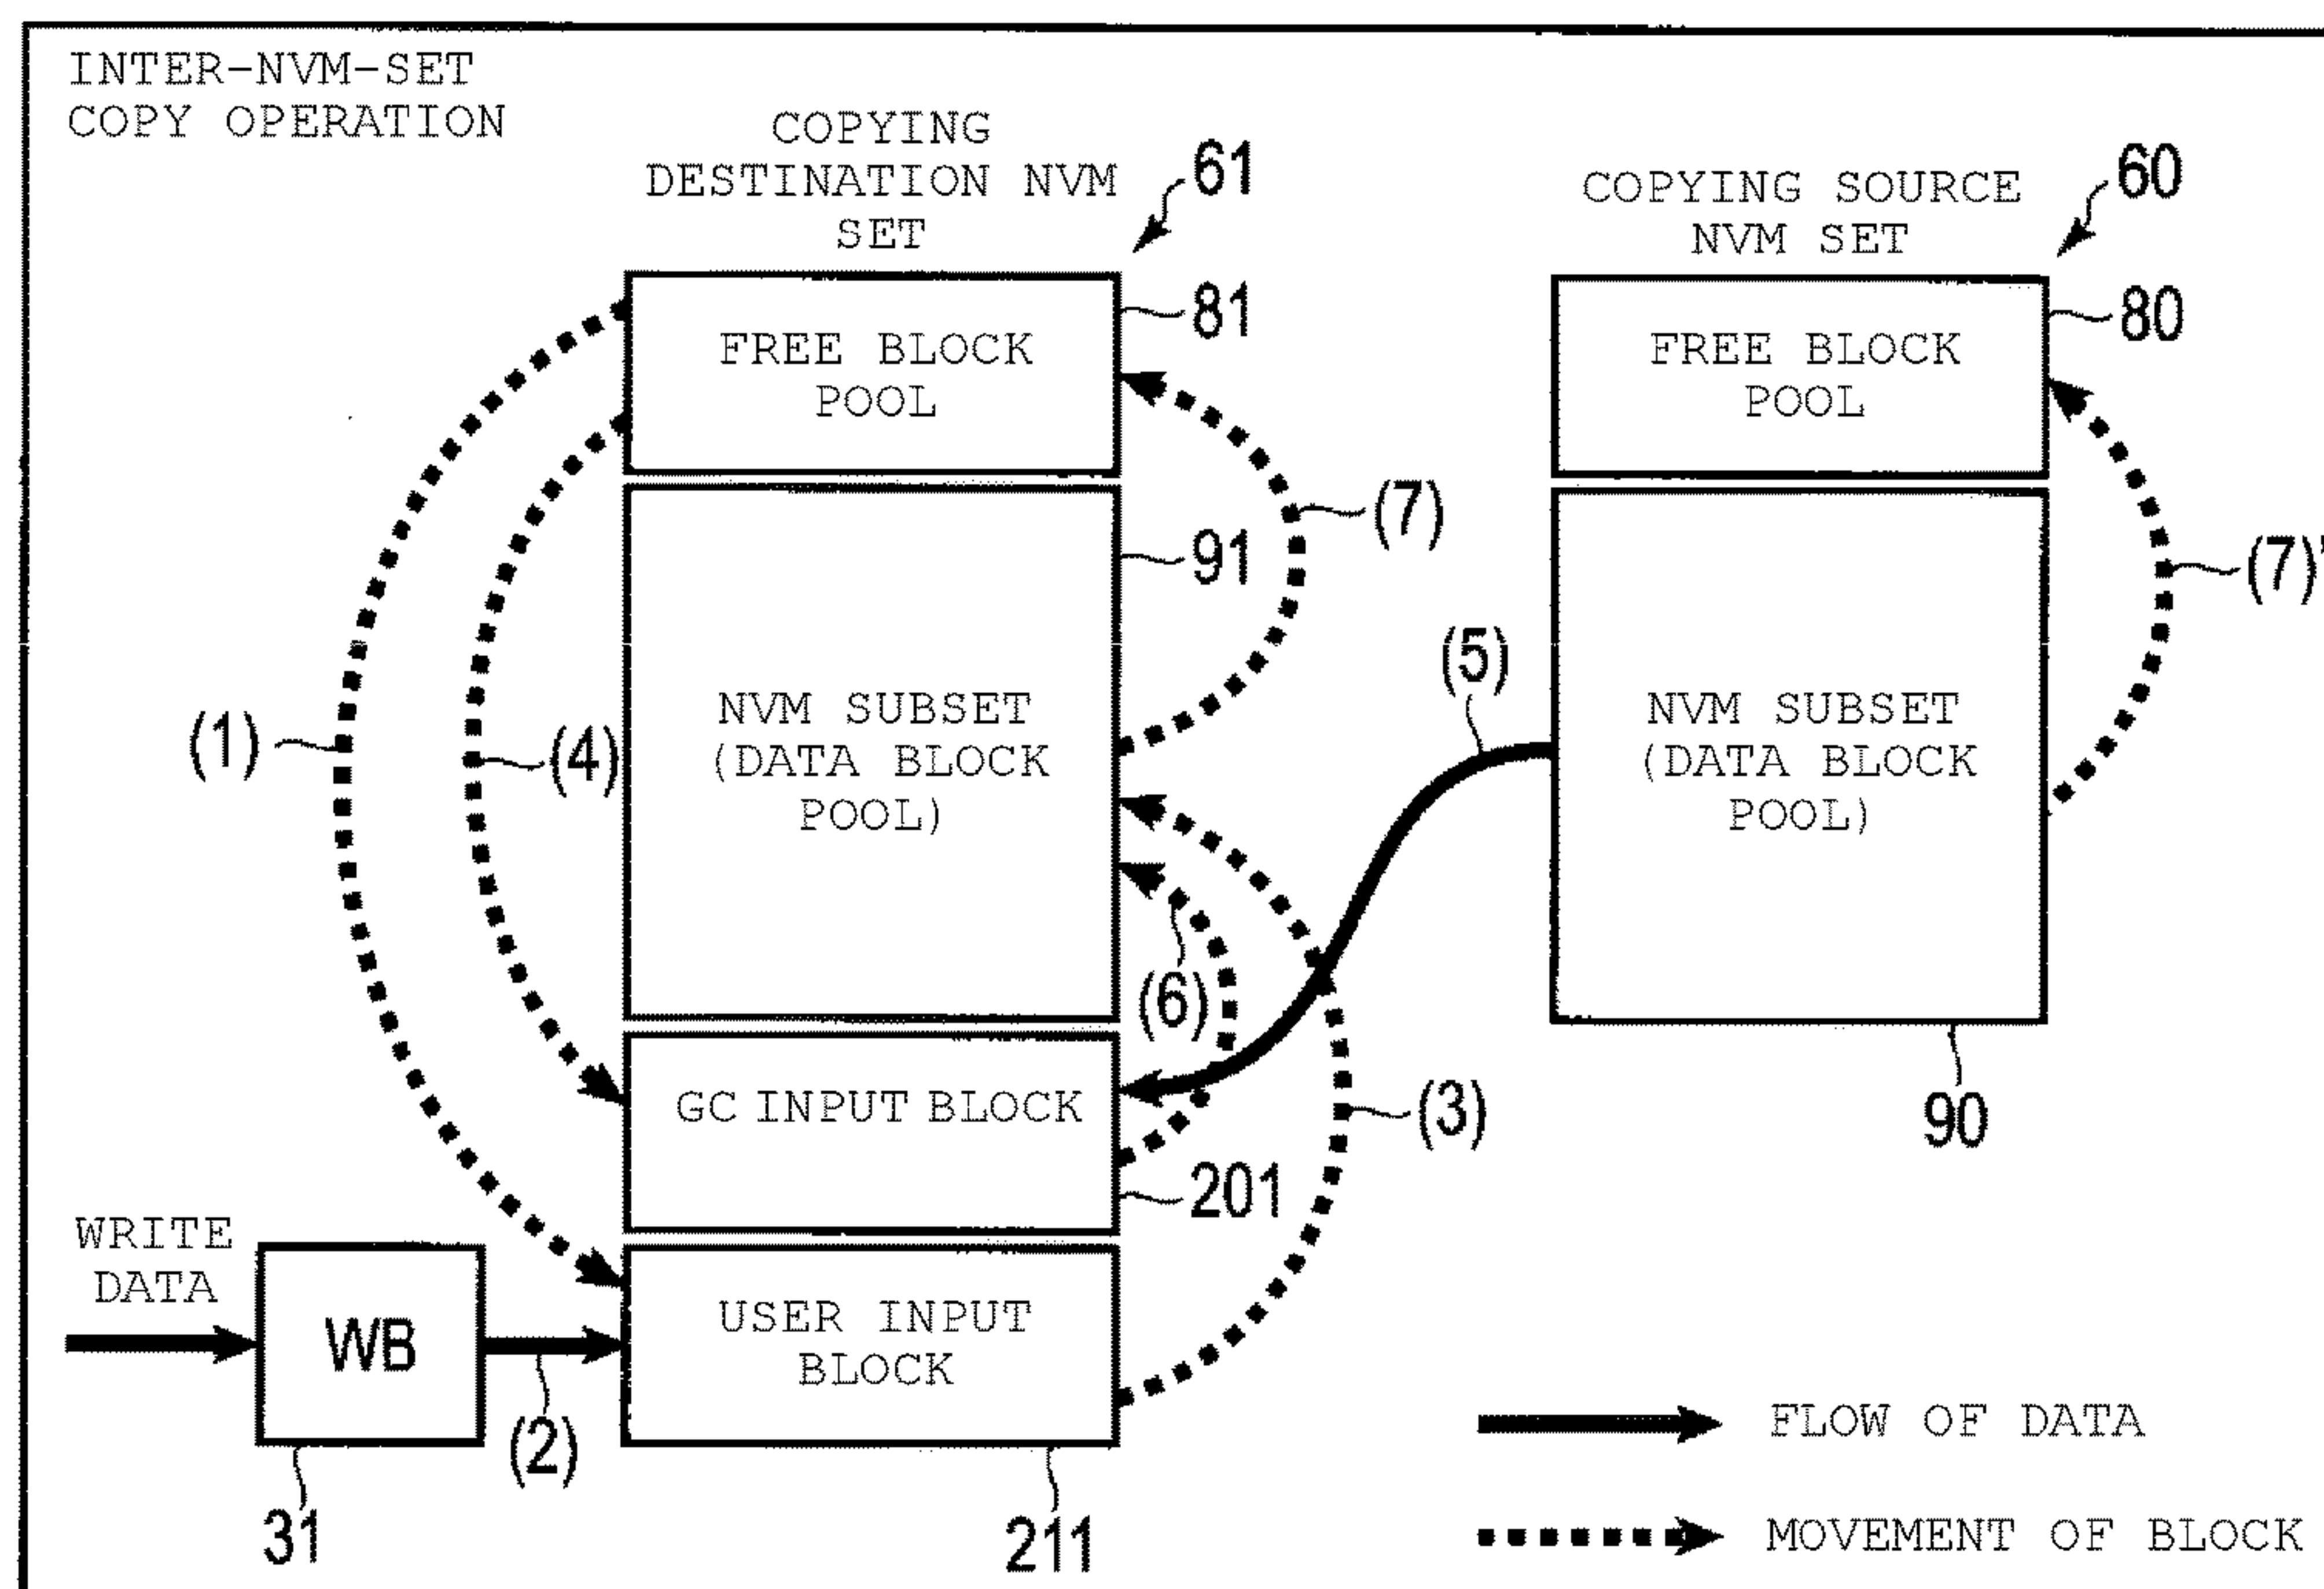 INTER-NVM-SET
COPY OPERATION
COPYING
DESTINATION NVM
SET
61
COPYING SOURCE
NVM SET
60
FREE BLOCK
POOL
81
FREE BLOCK
POOL
80
(7)
91
(7)'
(5)
(1)
(4)
NVM SUBSET
(DATA BLOCK
POOL)
NVM SUBSET
(DATA BLOCK
POOL)
(6)
GC INPUT BLOCK
(3)
90
201
WRITE
DATA
WB
USER INPUT
BLOCK
(2)
31
211
FLOW OF DATA
MOVEMENT OF BLOCK